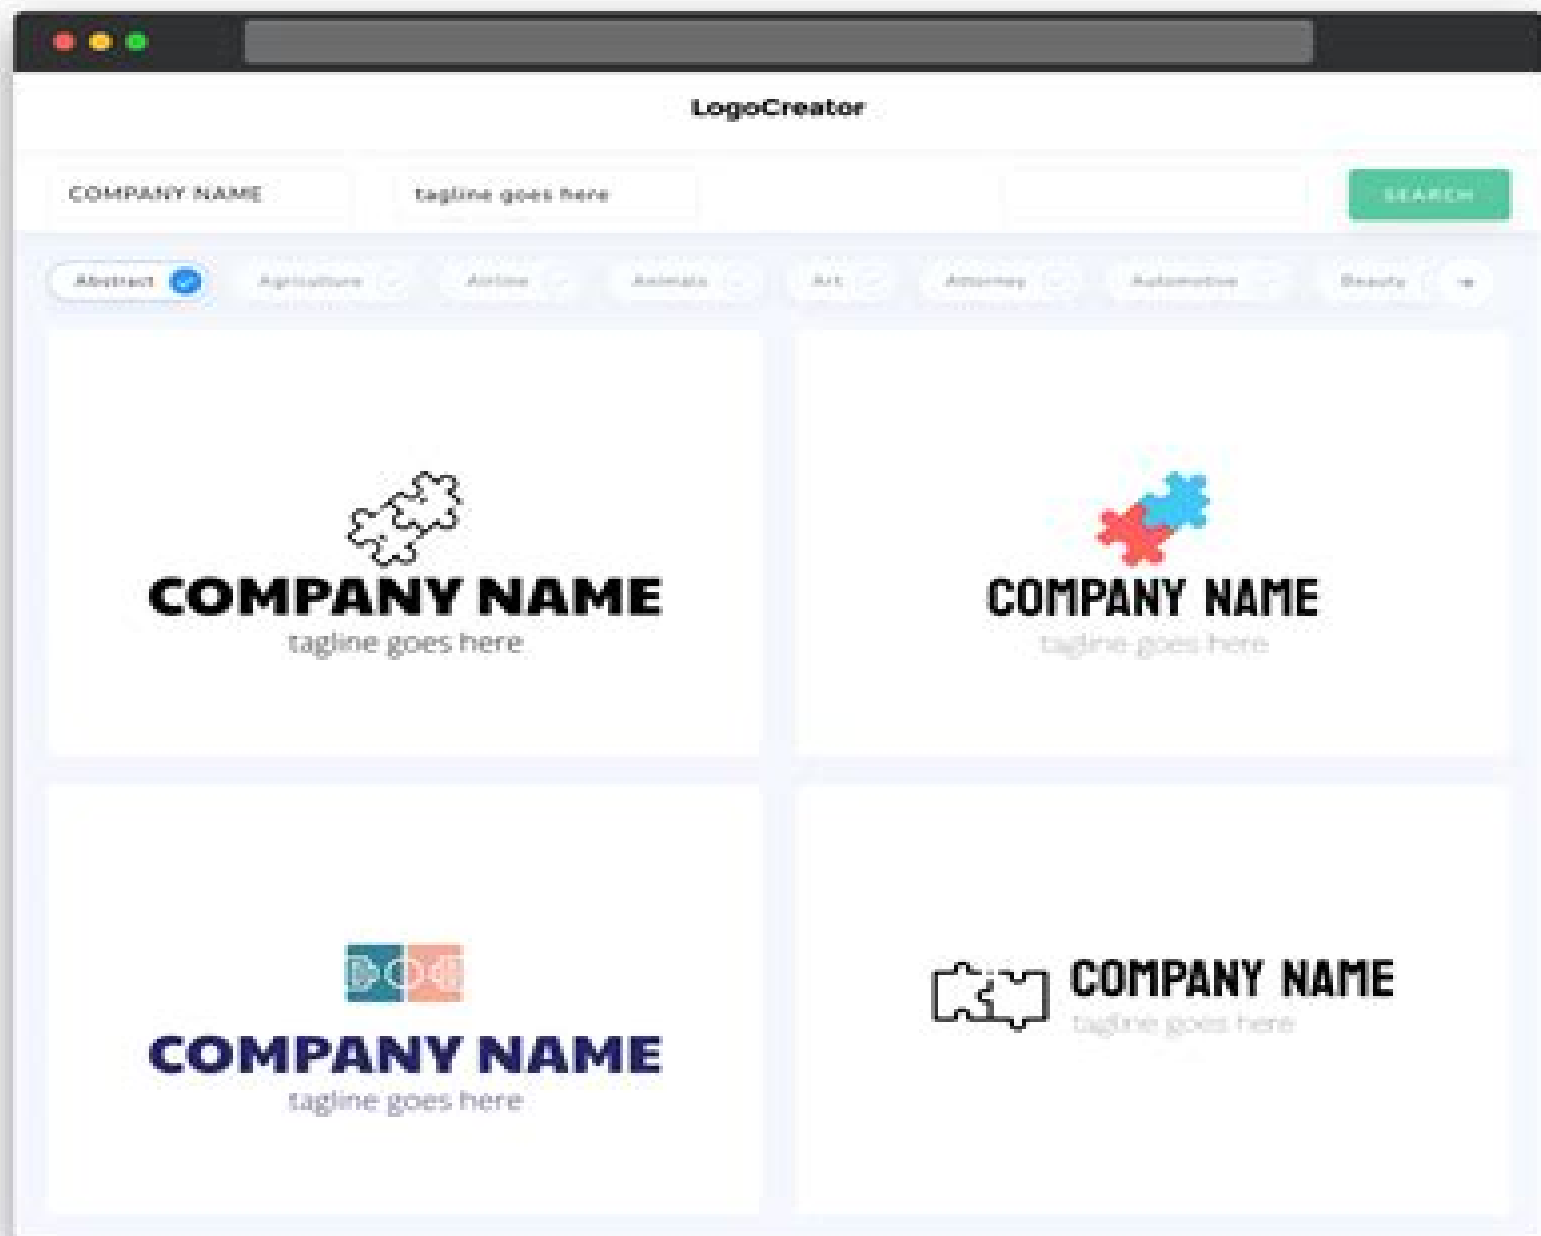 LogoCreator
COMPANY NAME
tagline goes here
SEARCH
Abstract
Agriculture
Airline
Animals
Art
Attorney
Automotive
Beauty
COMPANY NAME
tagline goes here
COMPANY NAME
tagline goes here
COMPANY NAME
tagline goes here
COMPANY NAME
tagline goes here